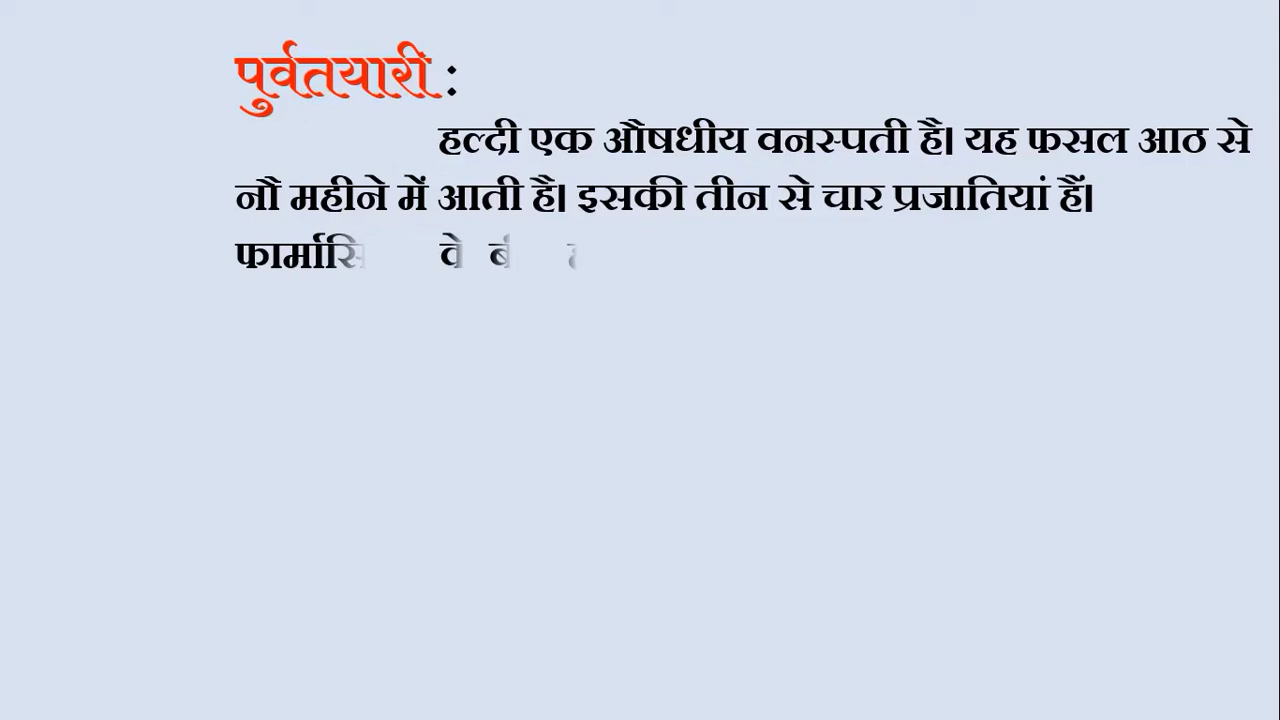 पुर्वतयारी :
हल्दी एक औषधीय वनस्पती है। यह फसल आठ से
नौ महीने में आती है। इसकी तीन से चार प्रजातियां हैं।